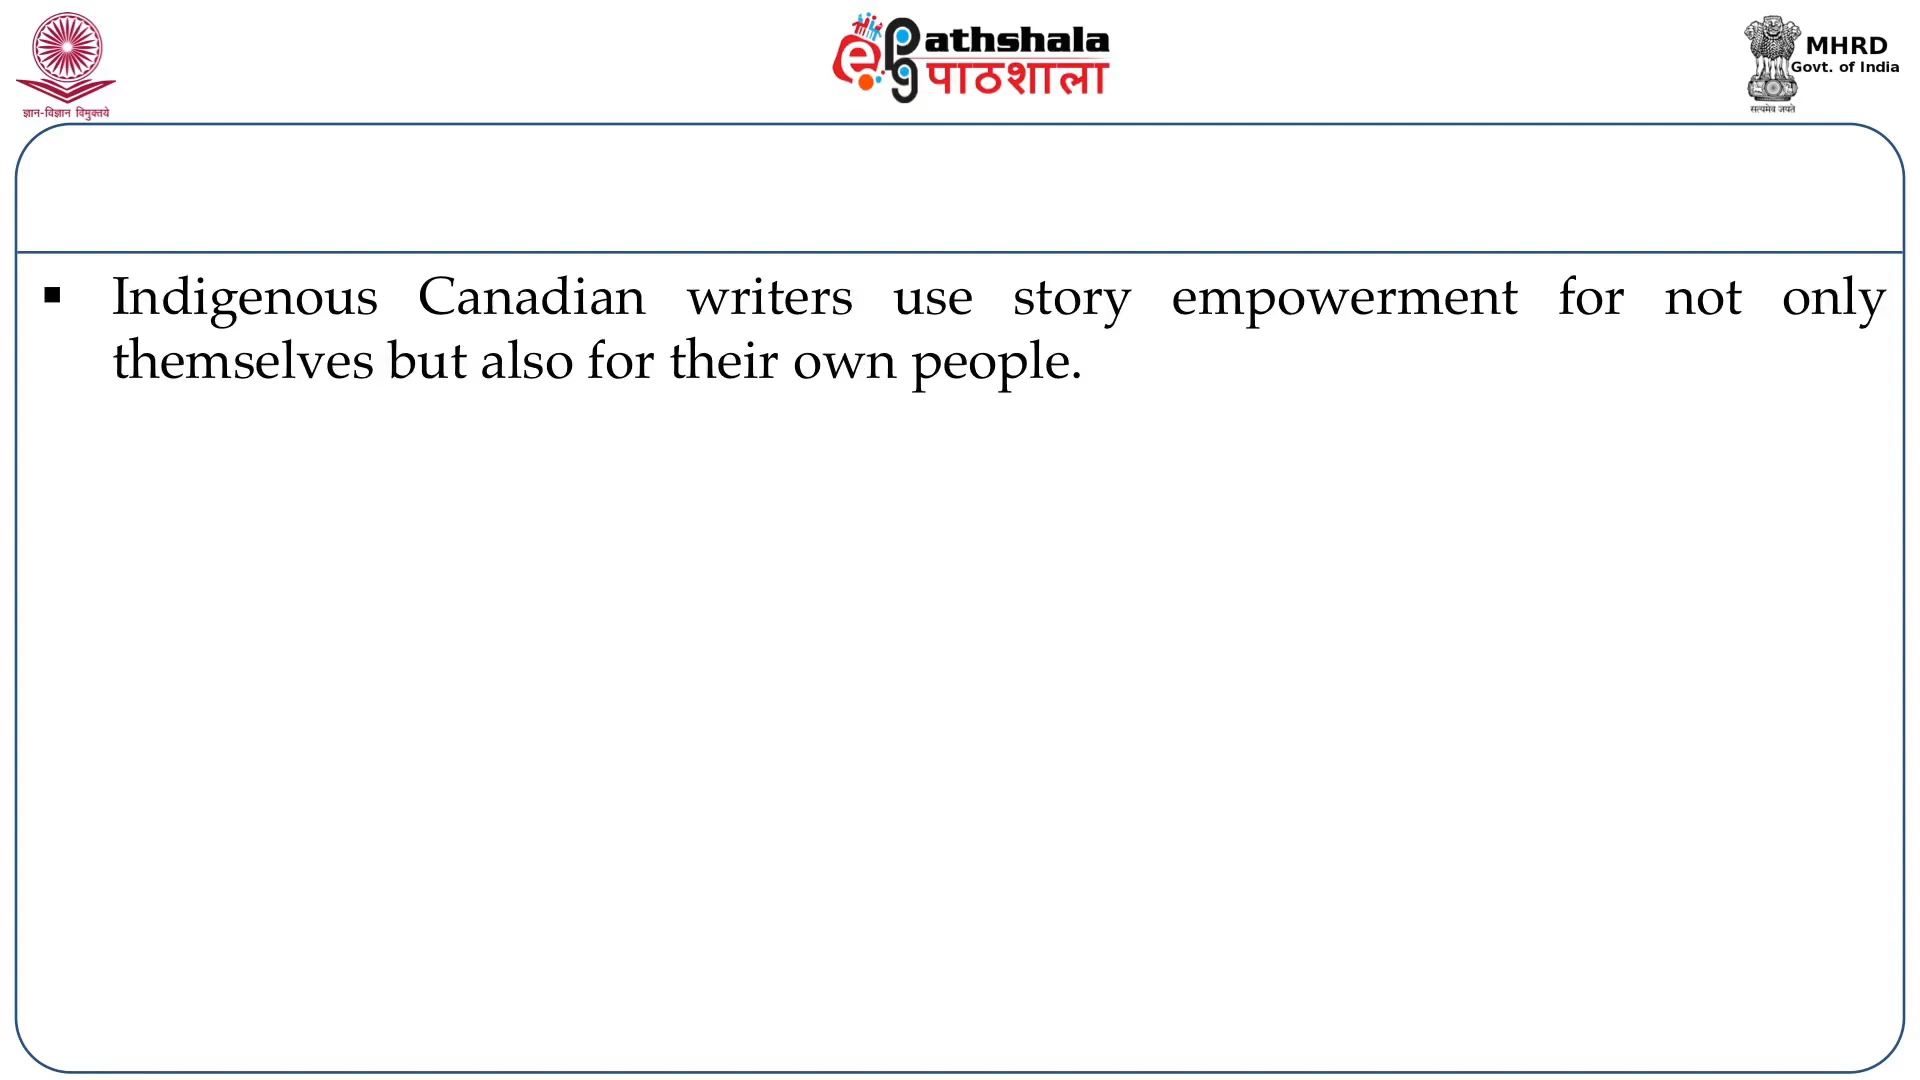 ज्ञान-विज्ञान विमुक्तये
ePathshala
पाठशाला
MHRD
Govt. of India
सत्यमेव जयते
▪ Indigenous Canadian writers use story empowerment for not only
themselves but also for their own people.